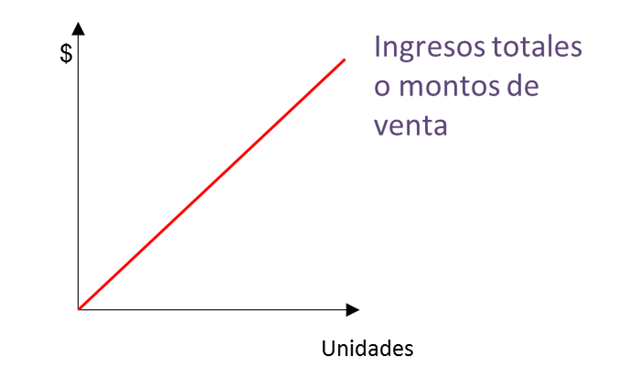 $
Ingresos totales
o montos de
venta
Unidades